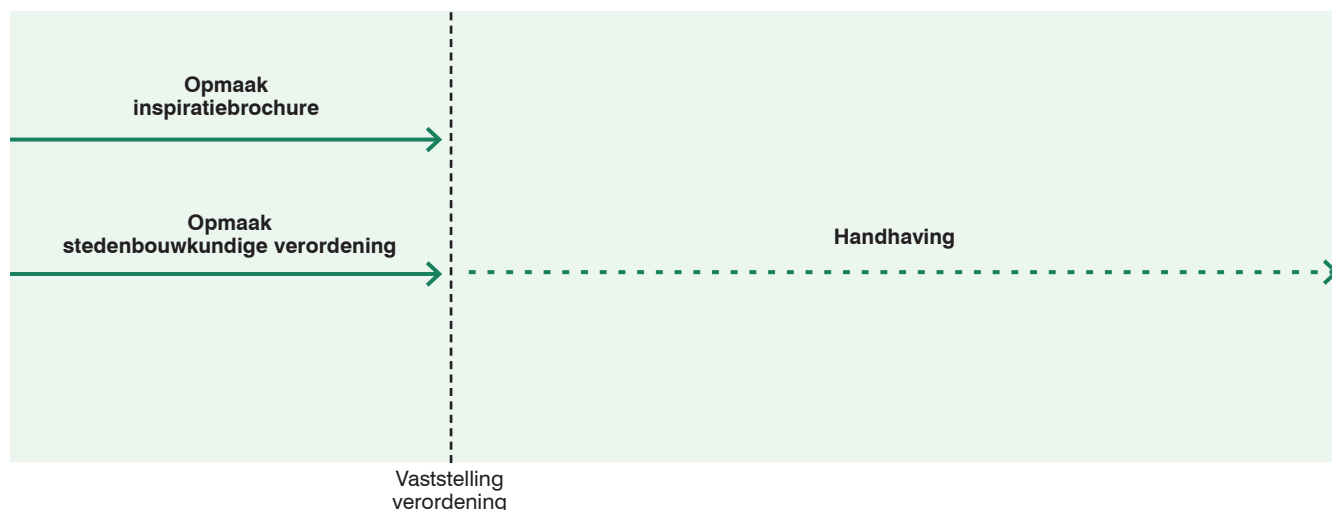 Opmaak
inspiratiebrochure
Opmaak
stedenbouwkundige verordening
Handhaving
Vaststelling
verordening